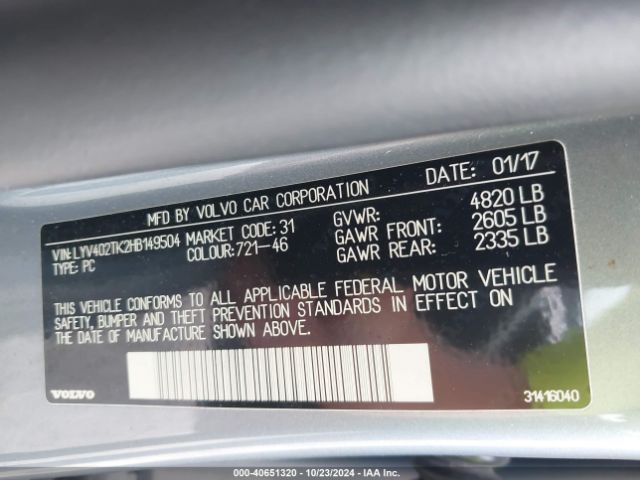 MFD BY VOLVO CAR CORPORATION DATE: 01/17
VIN:LYV402TK2HB149504 MARKET CODE: 31 GVWR: 4820 LB
TYPE: PC COLOUR:721-46 GAWR FRONT: 2605 LB
GAWR REAR: 2335 LB
THIS VEHICLE CONFORMS TO ALL APPLICABLE FEDERAL MOTOR VEHICLE
SAFETY, BUMPER AND THEFT PREVENTION STANDARDS IN EFFECT ON
THE DATE OF MANUFACTURE SHOWN ABOVE.
VOLVO 31416040
000-40651320 | 10/23/2024 | IAA Inc.